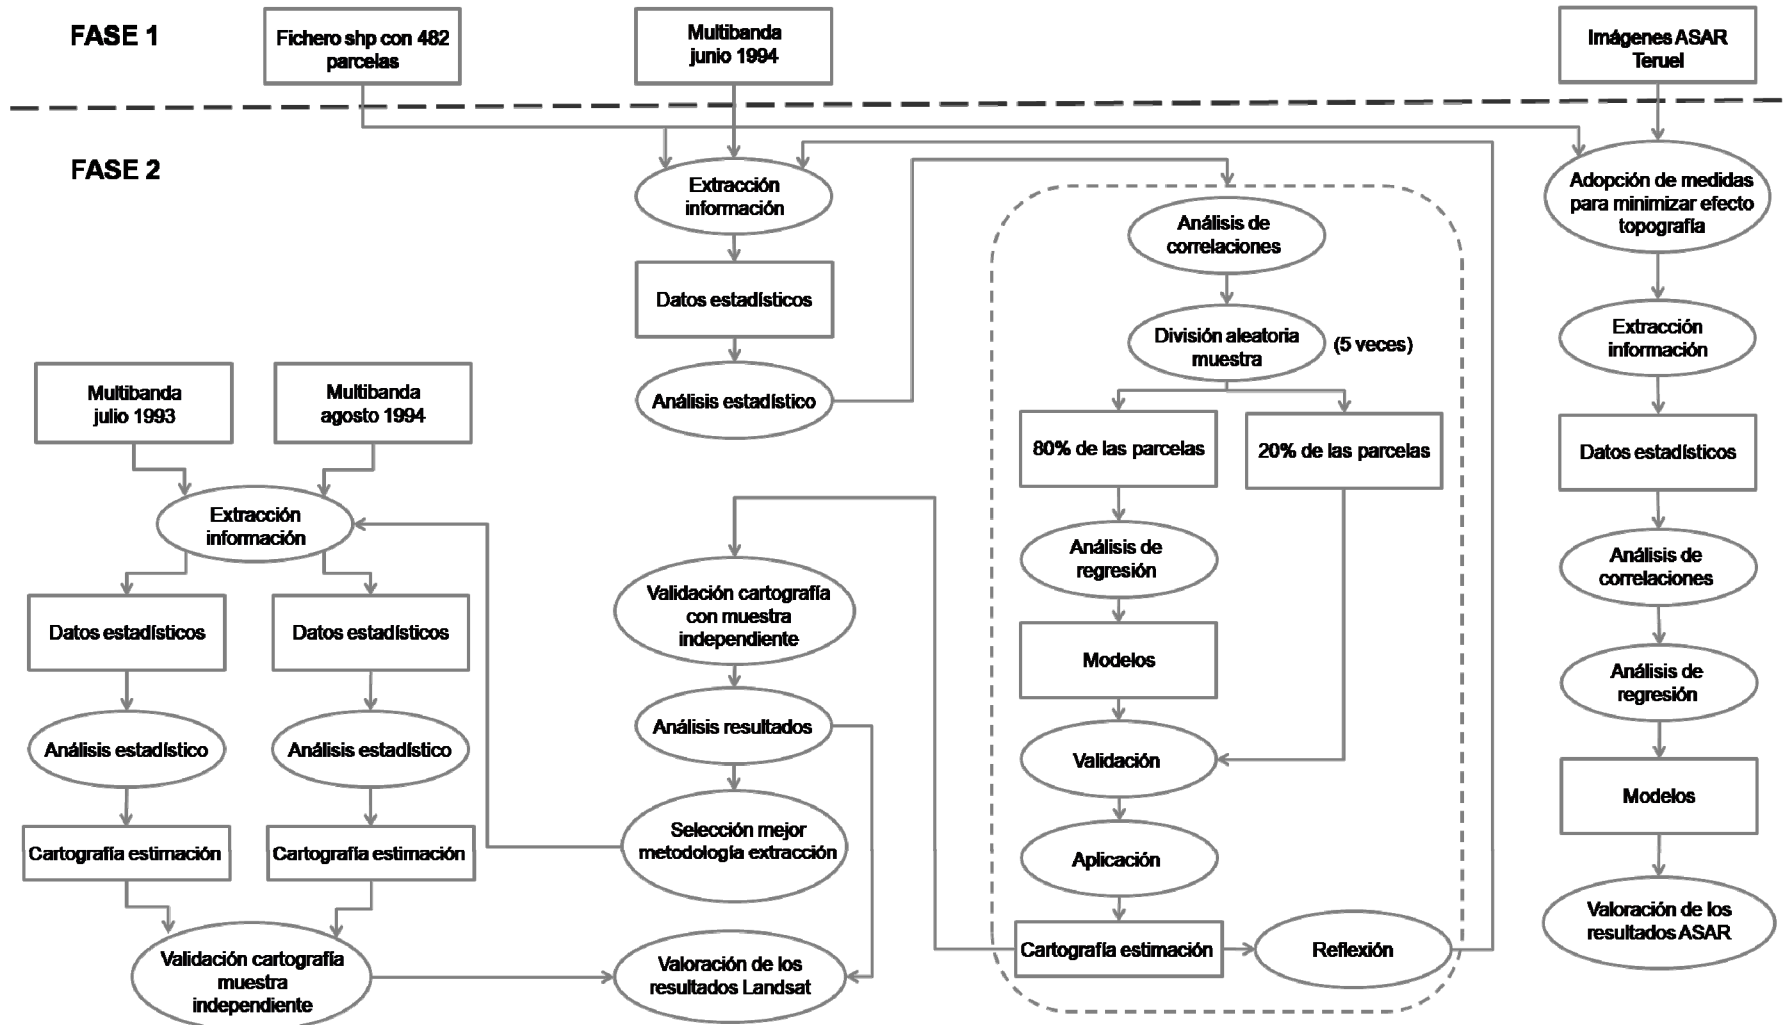 FASE 1
Fichero shp con 482
parcelas
Multibanda
junio 1994
Imágenes ASAR
Teruel
FASE 2
Extracción
información
Datos estadísticos
Análisis estadístico
Análisis de
correlaciones
División aleatoria
muestra
(5 veces)
80% de las parcelas
20% de las parcelas
Análisis de
regresión
Modelos
Validación
Aplicación
Cartografía estimación
Reflexión
Adopción de medidas
para minimizar efecto
topografía
Extracción
información
Datos estadísticos
Análisis de
correlaciones
Análisis de
regresión
Modelos
Valoración de los
resultados ASAR
Multibanda
julio 1993
Multibanda
agosto 1994
Extracción
información
Datos estadísticos
Datos estadísticos
Análisis estadístico
Análisis estadístico
Cartografía estimación
Cartografía estimación
Validación cartografía
muestra
independiente
Validación cartografía
con muestra
independiente
Análisis resultados
Selección mejor
metodología extracción
Valoración de los
resultados Landsat